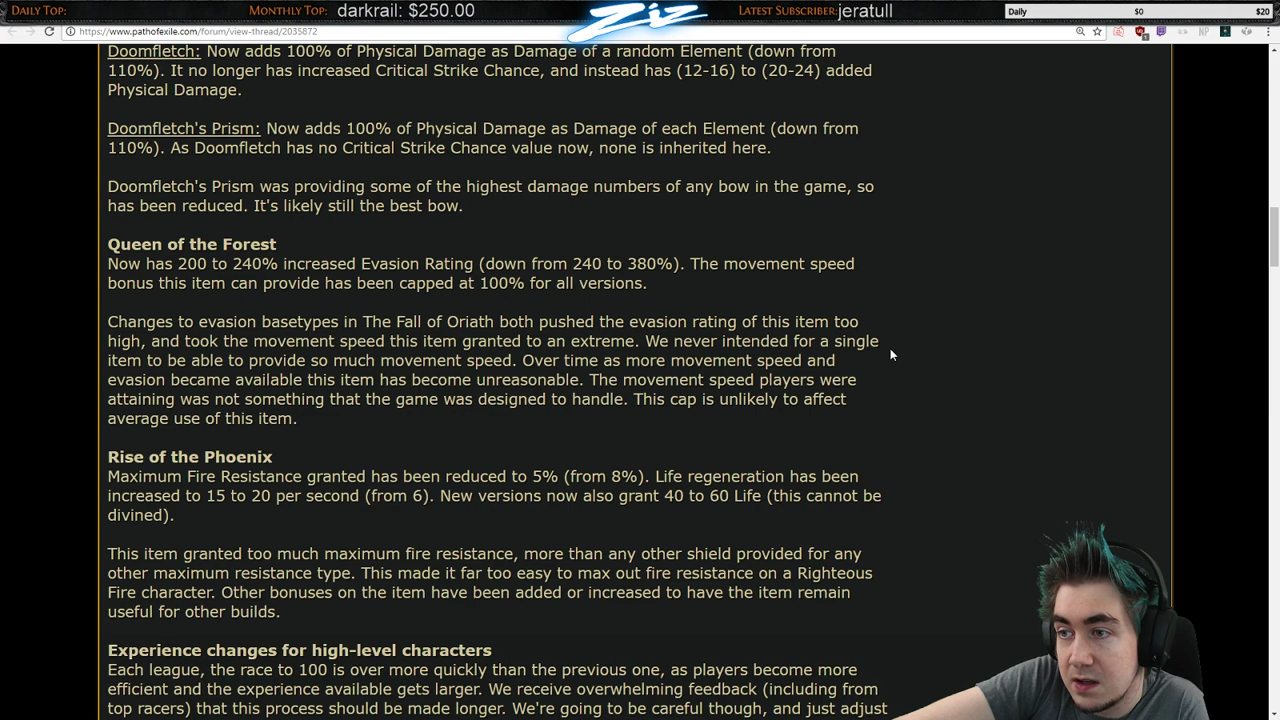 DAILY TOP: MONTHLY TOP: darkrail: $250.00 Ziz LATEST SUBSCRIBER: jeratull Daily $0 $20
https://www.pathofexile.com/forum/view-thread/2035872
Doomfletch: Now adds 100% of Physical Damage as Damage of a random Element (down from
110%). It no longer has increased Critical Strike Chance, and instead has (12-16) to (20-24) added
Physical Damage.
Doomfletch's Prism: Now adds 100% of Physical Damage as Damage of each Element (down from
110%). As Doomfletch has no Critical Strike Chance value now, none is inherited here.
Doomfletch's Prism was providing some of the highest damage numbers of any bow in the game, so
has been reduced. It's likely still the best bow.
Queen of the Forest
Now has 200 to 240% increased Evasion Rating (down from 240 to 380%). The movement speed
bonus this item can provide has been capped at 100% for all versions.
Changes to evasion basetypes in The Fall of Oriath both pushed the evasion rating of this item too
high, and took the movement speed this item granted to an extreme. We never intended for a single
item to be able to provide so much movement speed. Over time as more movement speed and
evasion became available this item has become unreasonable. The movement speed players were
attaining was not something that the game was designed to handle. This cap is unlikely to affect
average use of this item.
Rise of the Phoenix
Maximum Fire Resistance granted has been reduced to 5% (from 8%). Life regeneration has been
increased to 15 to 20 per second (from 6). New versions now also grant 40 to 60 Life (this cannot be
divined).
This item granted too much maximum fire resistance, more than any other shield provided for any
other maximum resistance type. This made it far too easy to max out fire resistance on a Righteous
Fire character. Other bonuses on the item have been added or increased to have the item remain
useful for other builds.
Experience changes for high-level characters
Each league, the race to 100 is over more quickly than the previous one, as players become more
efficient and the experience available gets larger. We receive overwhelming feedback (including from
top racers) that this process should be made longer. We're going to be careful though, and just adjust